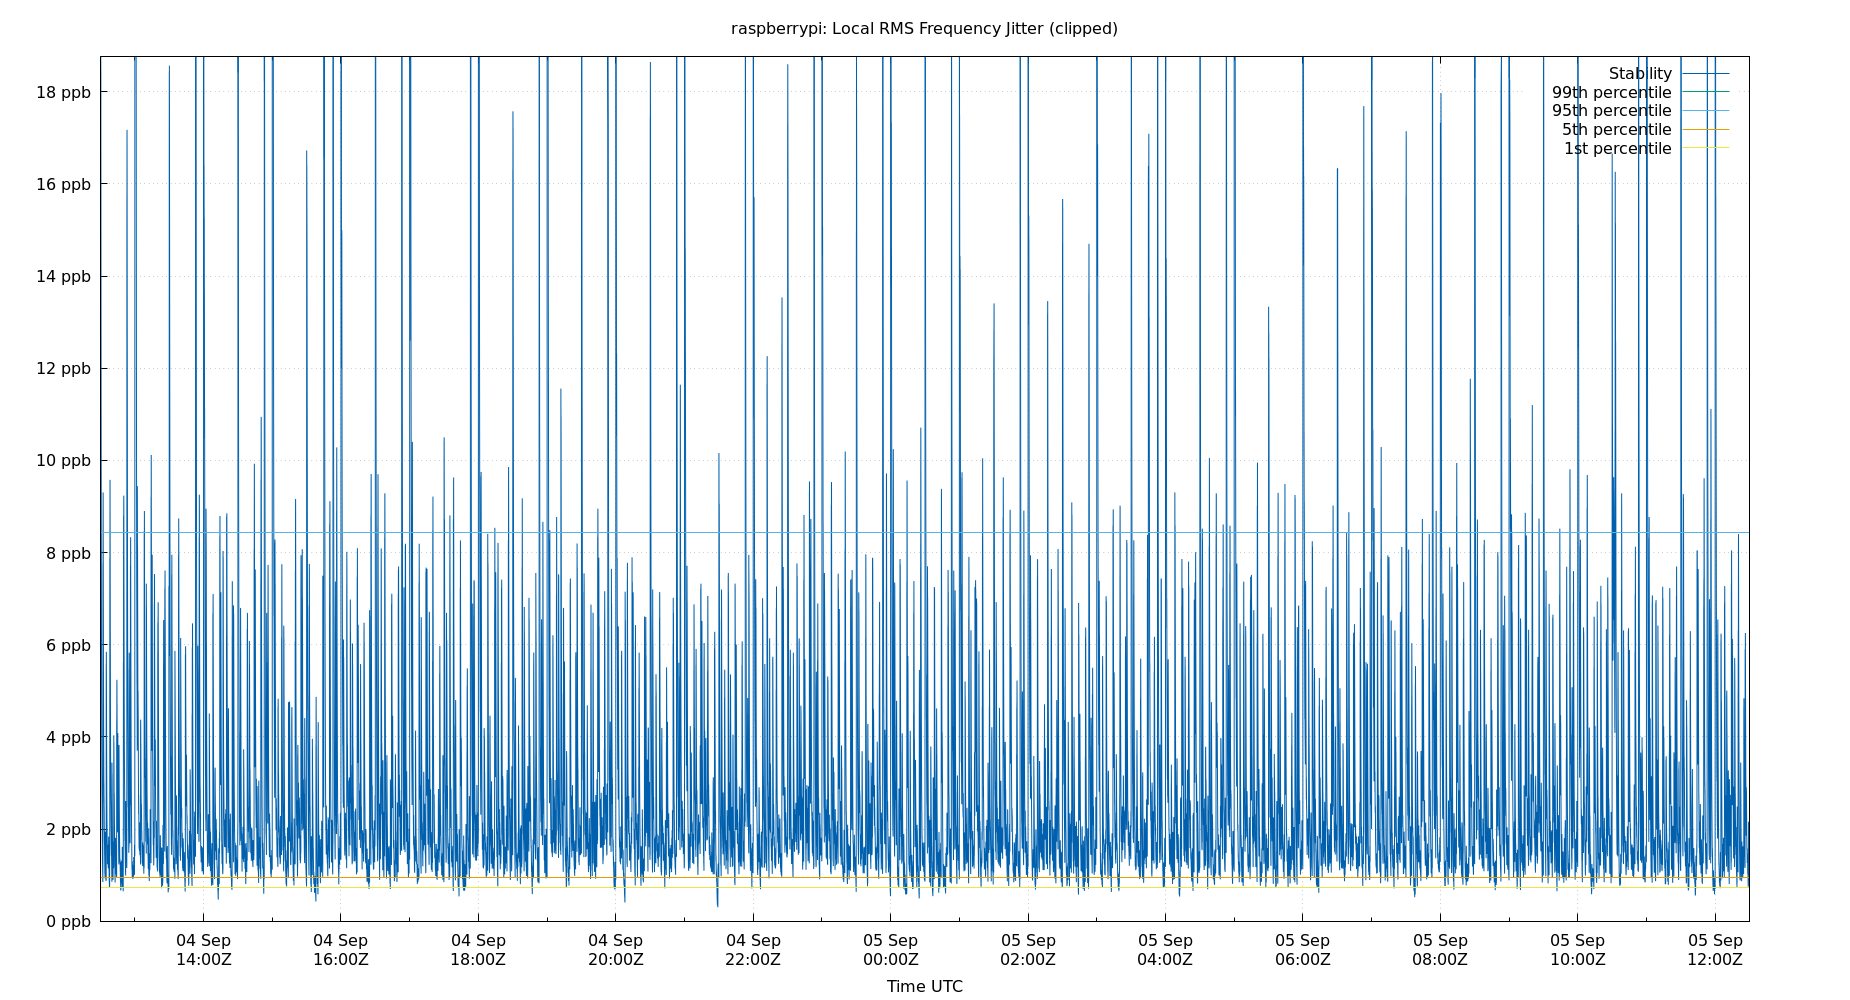 raspberrypi: Local RMS Frequency Jitter (clipped)
Stability
99th percentile
95th percentile
5th percentile
1st percentile
18 ppb
16 ppb
14 ppb
12 ppb
10 ppb
8 ppb
6 ppb
4 ppb
2 ppb
0 ppb
04 Sep 04 Sep 04 Sep 04 Sep 04 Sep 05 Sep 05 Sep 05 Sep 05 Sep 05 Sep 05 Sep 05 Sep
14:00Z 16:00Z 18:00Z 20:00Z 22:00Z 00:00Z 02:00Z 04:00Z 06:00Z 08:00Z 10:00Z 12:00Z
Time UTC